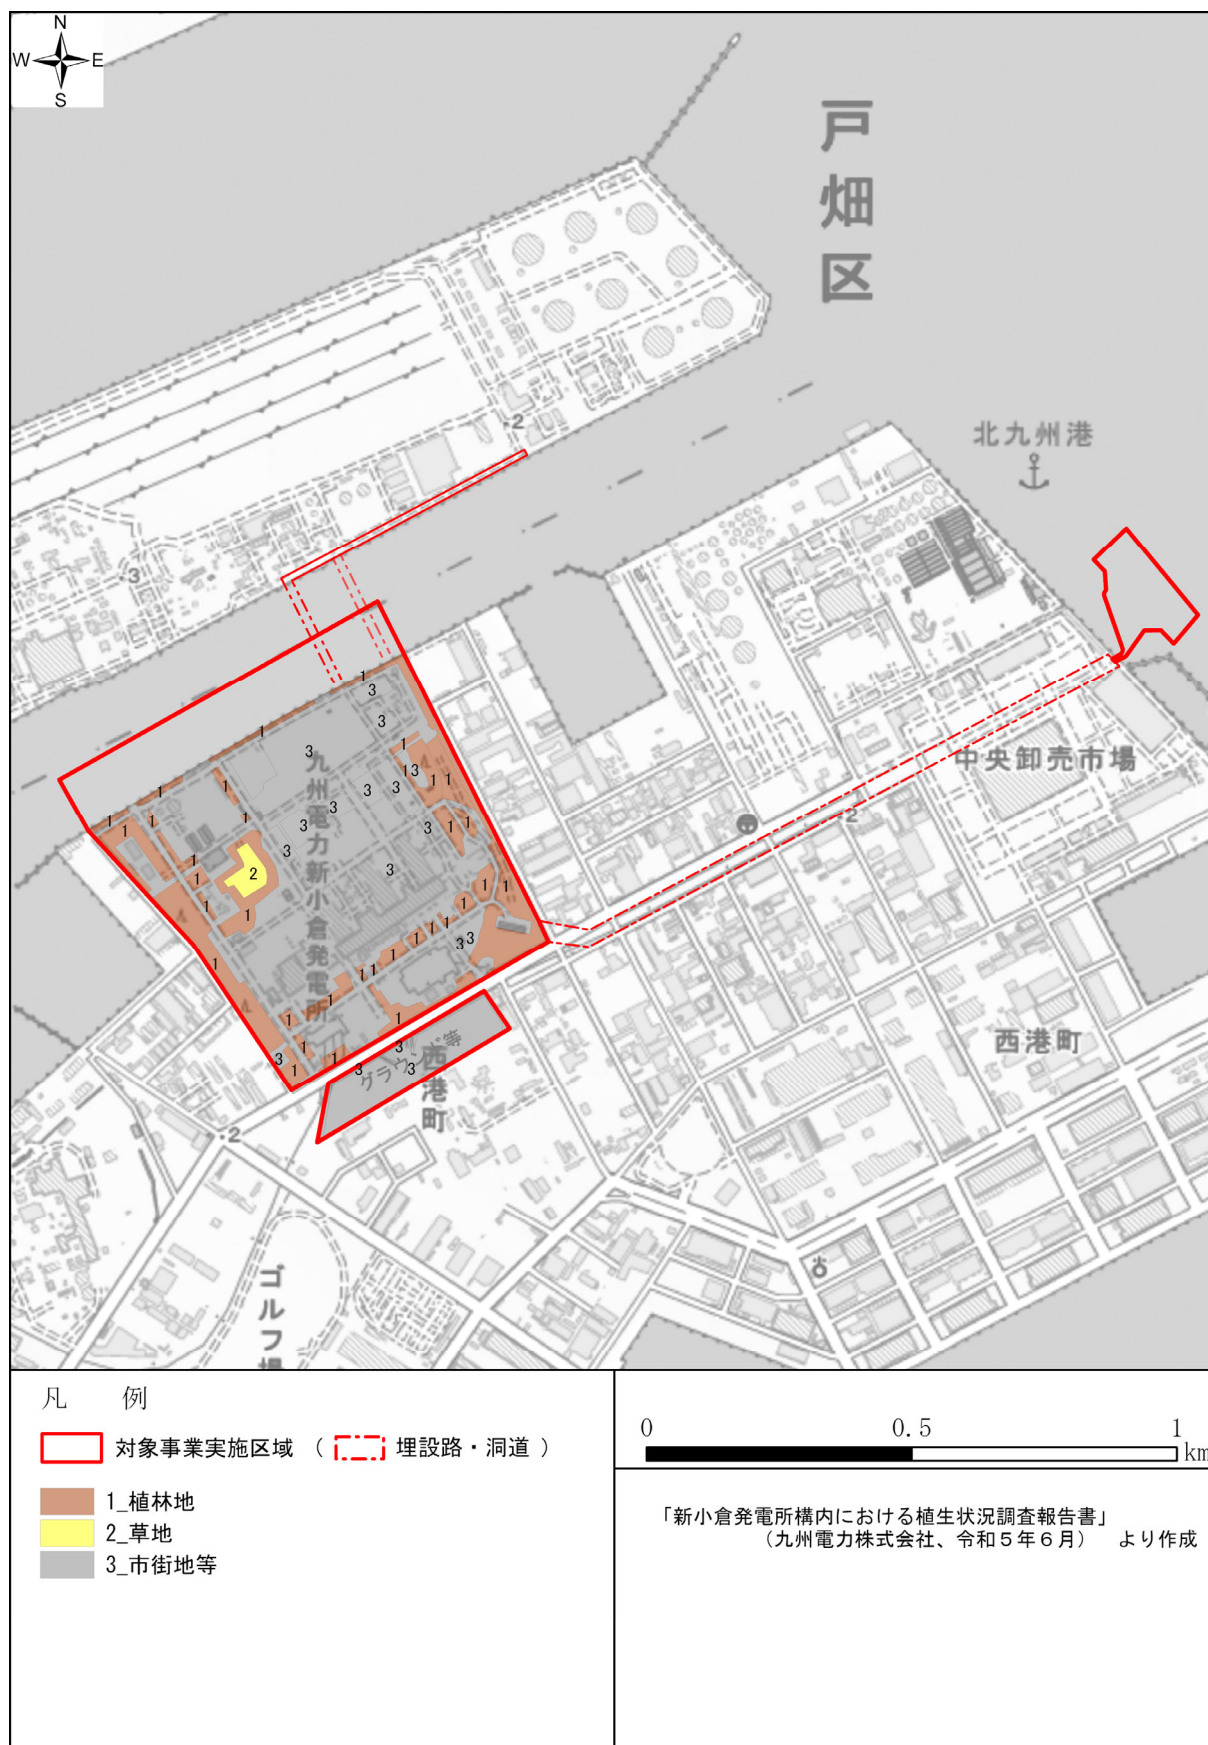 N
W E
S
戸畑区
2
北九州港
3
九州電力新小倉発電所
中央卸売市場
2
グラウンド等
西港町
西港町
2
ゴルフ場
凡 例
対象事業実施区域 ( 埋設路・洞道 )
1_植林地
2_草地
3_市街地等
0 0.5 1
km
「新小倉発電所構内における植生状況調査報告書」
(九州電力株式会社、令和5年6月) より作成